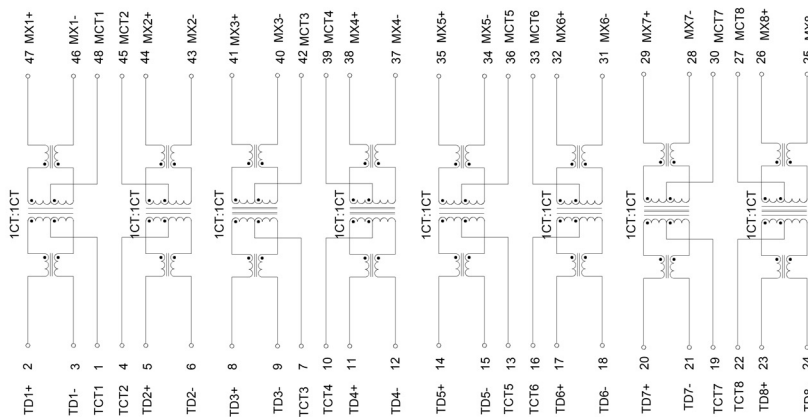 47 MX1+
46 MX1-
48 MCT1
45 MCT2
44 MX2+
43 MX2-
41 MX3+
40 MX3-
42 MCT3
39 MCT4
38 MX4+
37 MX4-
35 MX5+
34 MX5-
36 MCT5
33 MCT6
32 MX6+
31 MX6-
29 MX7+
28 MX7-
30 MCT7
27 MCT8
26 MX8+
1CT:1CT
1CT:1CT
1CT:1CT
1CT:1CT
1CT:1CT
1CT:1CT
1CT:1CT
1CT:1CT
TD1+ 2
TD1- 3
TCT1 1
TCT2 4
TD2+ 5
TD2- 6
TD3+ 8
TD3- 9
TCT3 7
TCT4 10
TD4+ 11
TD4- 12
TD5+ 14
TD5- 15
TCT5 13
TCT6 16
TD6+ 17
TD6- 18
TD7+ 20
TD7- 21
TCT7 19
TCT8 22
TD8+ 23